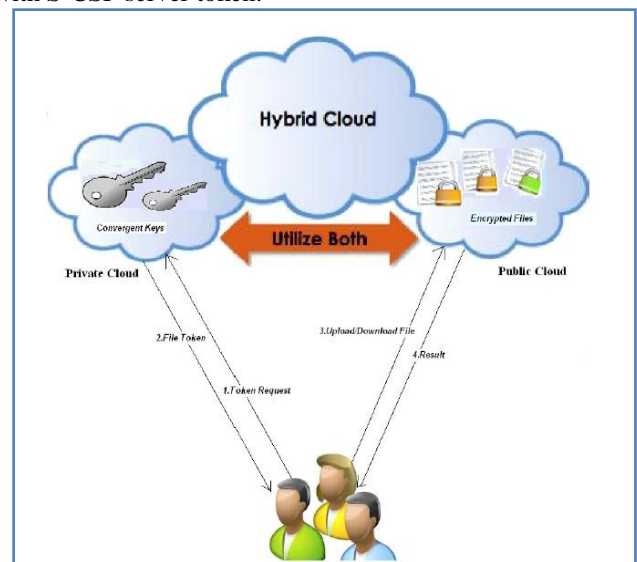 Hybrid Cloud
Convergent Keys
Encrypted Files
Utilize Both
Private Cloud
Public Cloud
2.File Token
3.Upload/Download File
4.Result
1.Token Request